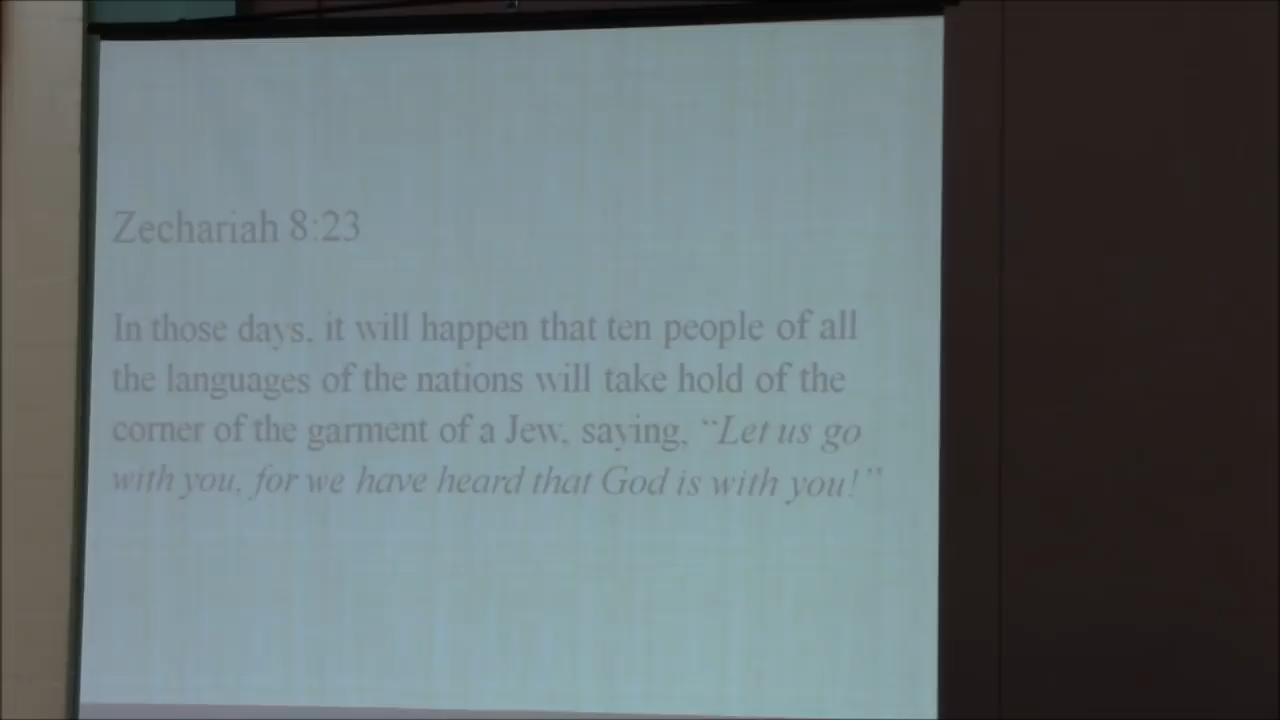 Zechariah 8:23
In those days, it will happen that ten people of all
the languages of the nations will take hold of the
corner of the garment of a Jew, saying, “Let us go
with you, for we have heard that God is with you!”